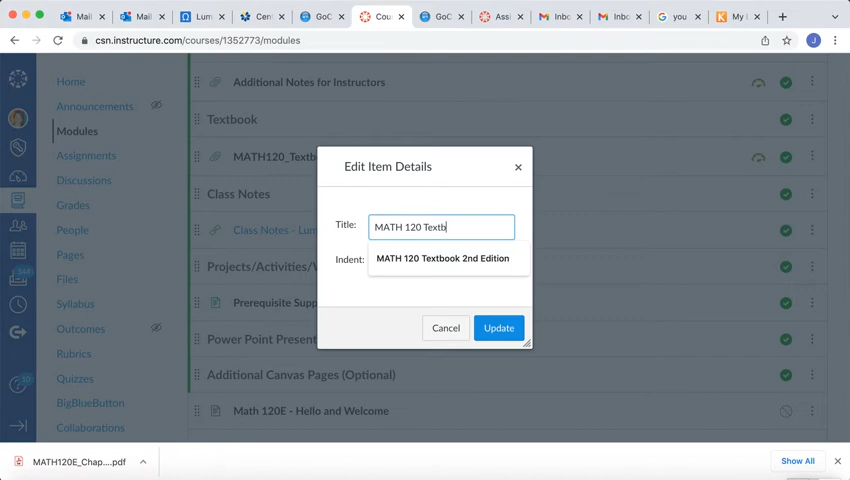 Mail
Mail
Lum
Cent
GoC
Cou
GoC
Assi
Inbo
Inbo
you
My I
csn.instructure.com/courses/1352773/modules
J
Home
Announcements
Modules
Assignments
Discussions
Grades
People
Pages
344
Files
Syllabus
Outcomes
Rubrics
10
Quizzes
BigBlueButton
Collaborations
Additional Notes for Instructors
Textbook
MATH120_Textb
Class Notes
Class Notes - Lum
Projects/Activities/
Prerequisite Supp
Power Point Present
Additional Canvas Pages (Optional)
Math 120E - Hello and Welcome
Edit Item Details
Title: MATH 120 Textb
MATH 120 Textbook 2nd Edition
Indent:
Cancel Update
MATH120E_Chap....pdf
Show All